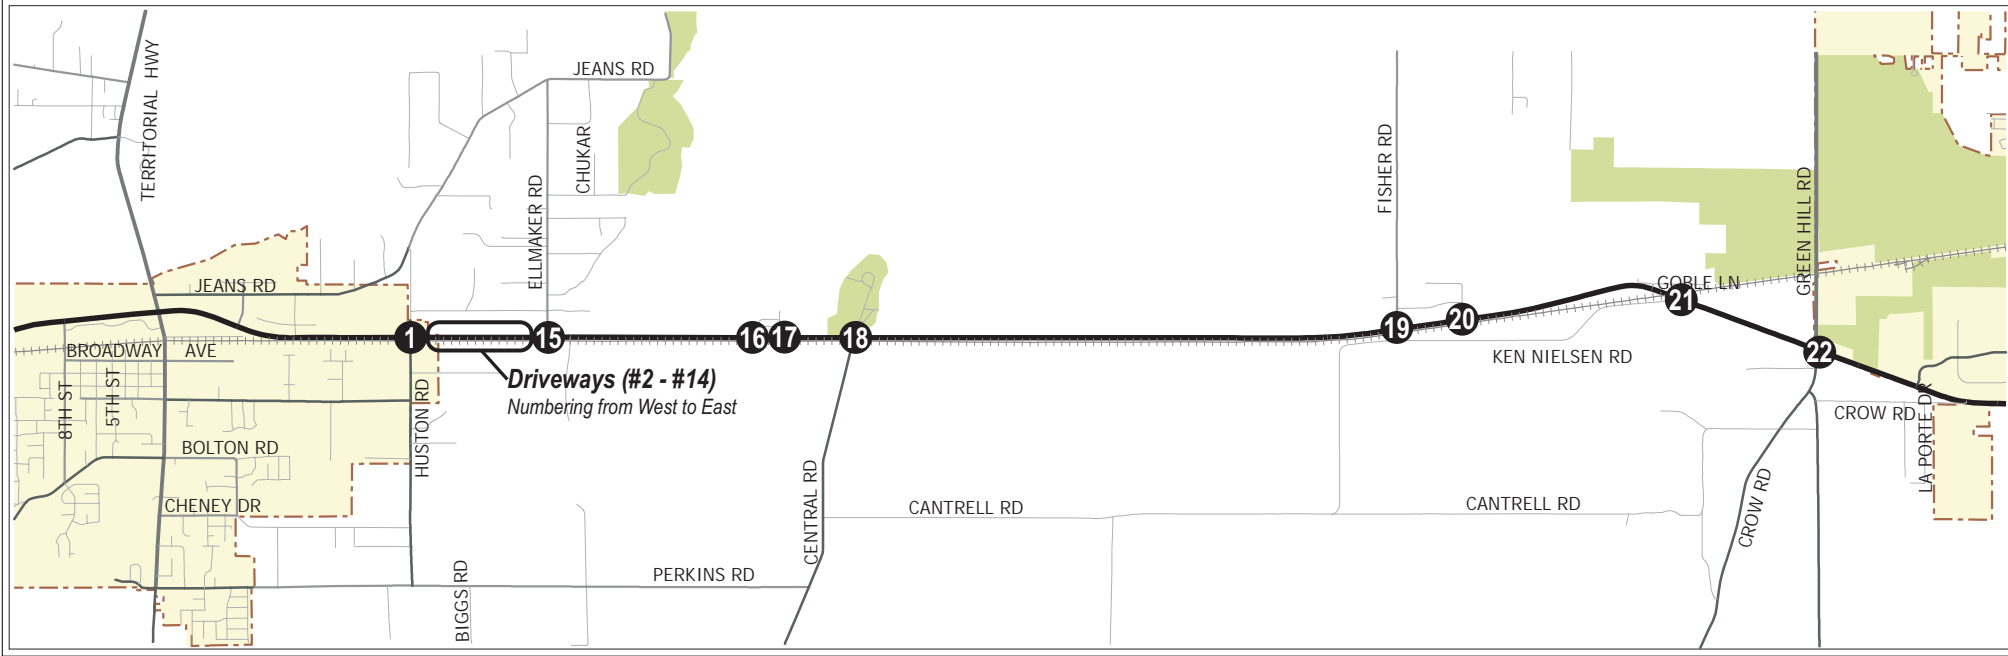 JEANS RD
TERRITORIAL HWY
CHUKAR
ELLMAKER RD
FISHER RD
GREEN HILL RD
JEANS RD
GOBLE LN
1
15
16
17
18
19
20
21
22
BROADWAY AVE
KEN NIELSEN RD
Driveways (#2 - #14)
Numbering from West to East
8TH ST
5TH ST
HUSTON RD
BOLTON RD
CROW RD
LA PORTE DR
CHENEY DR
CENTRAL RD
CANTRELL RD
CANTRELL RD
CROW RD
PERKINS RD
BIGGS RD